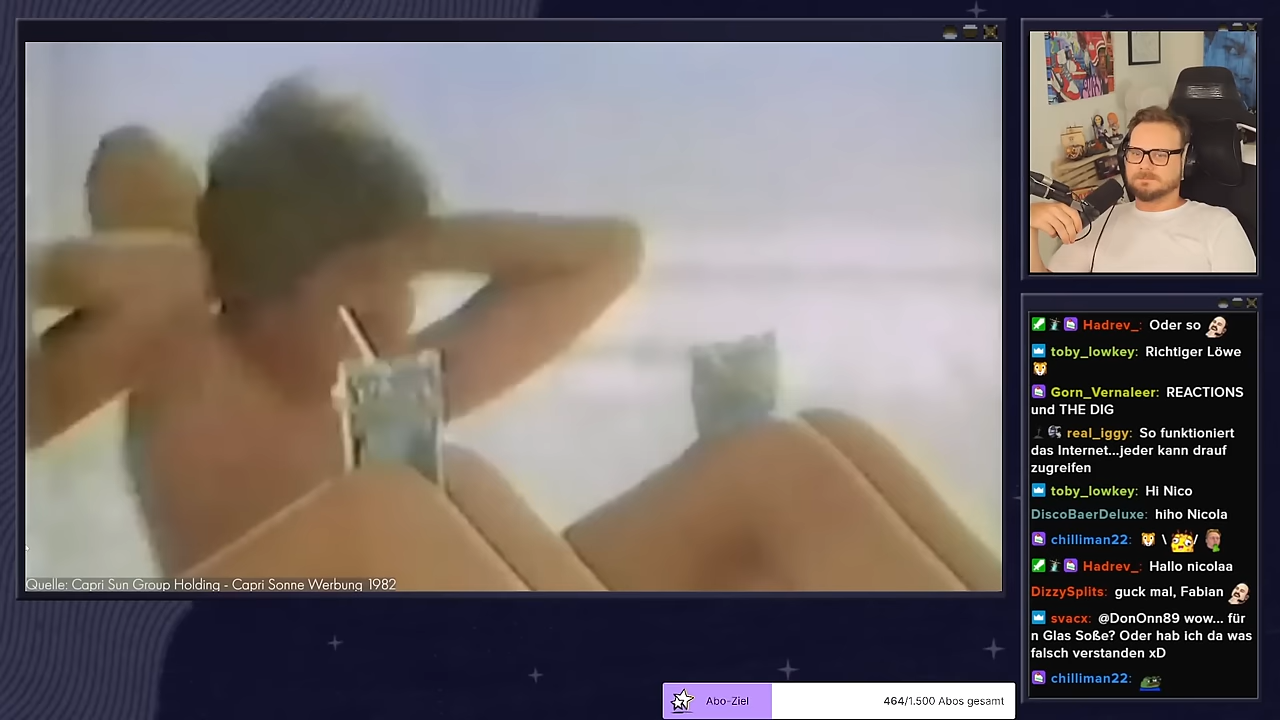 Quelle: Capri Sun Group Holding - Capri Sonne Werbung 1982
Hadrev_: Oder so
toby_lowkey: Richtiger Löwe
Gorn_Vernaleer: REACTIONS
und THE DIG
real_iggy: So funktioniert
das Internet...jeder kann drauf
zugreifen
toby_lowkey: Hi Nico
DiscoBaerDeluxe: hiho Nicola
chilliman22: \ /
Hadrev_: Hallo nicolaa
DizzySplits: guck mal, Fabian
svacx: @DonOnn89 wow... für
n Glas Soße? Oder hab ich da was
falsch verstanden xD
chilliman22:
Abo-Ziel
464/1.500 Abos gesamt